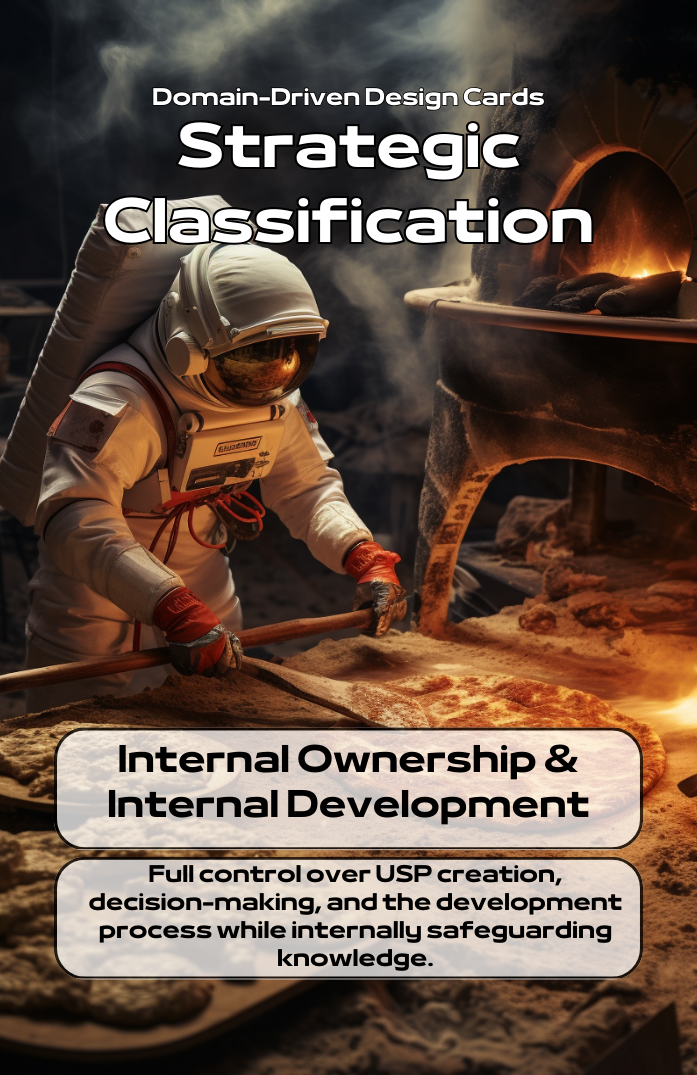 Domain-Driven Design Cards
Strategic
Classification
Internal Ownership &
Internal Development
Full control over USP creation,
decision-making, and the development
process while internally safeguarding
knowledge.